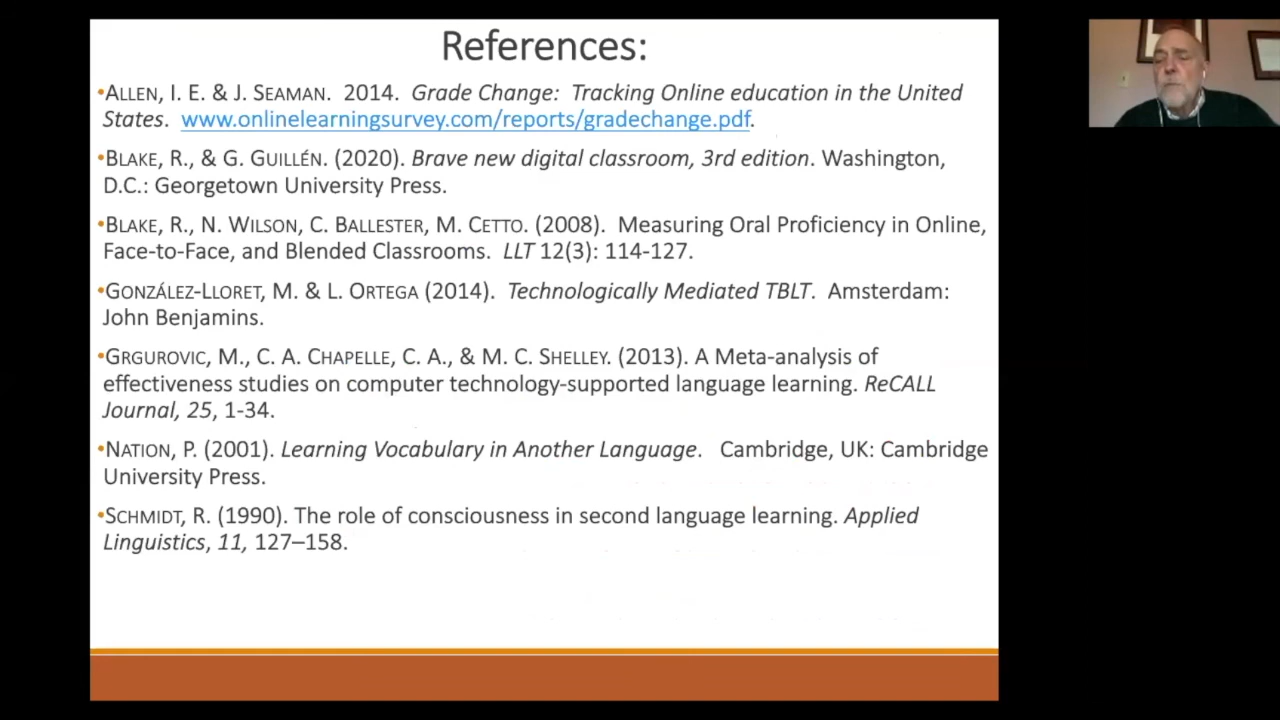 References:
•ALLEN, I. E. & J. SEAMAN.  2014.  Grade Change:  Tracking Online education in the United
States.  www.onlinelearningsurvey.com/reports/gradechange.pdf.
•BLAKE, R., & G. GUILLÉN. (2020). Brave new digital classroom, 3rd edition. Washington,
D.C.: Georgetown University Press.
•BLAKE, R., N. WILSON, C. BALLESTER, M. CETTO. (2008).  Measuring Oral Proficiency in Online,
Face-to-Face, and Blended Classrooms.  LLT 12(3): 114-127.
•GONZÁLEZ-LLORET, M. & L. ORTEGA (2014).  Technologically Mediated TBLT.  Amsterdam:
John Benjamins.
•GRGUROVIC, M., C. A. CHAPELLE, C. A., & M. C. SHELLEY. (2013). A Meta-analysis of
effectiveness studies on computer technology-supported language learning. ReCALL
Journal, 25, 1-34.
•NATION, P. (2001). Learning Vocabulary in Another Language.   Cambridge, UK: Cambridge
University Press.
•SCHMIDT, R. (1990). The role of consciousness in second language learning. Applied
Linguistics, 11, 127–158.